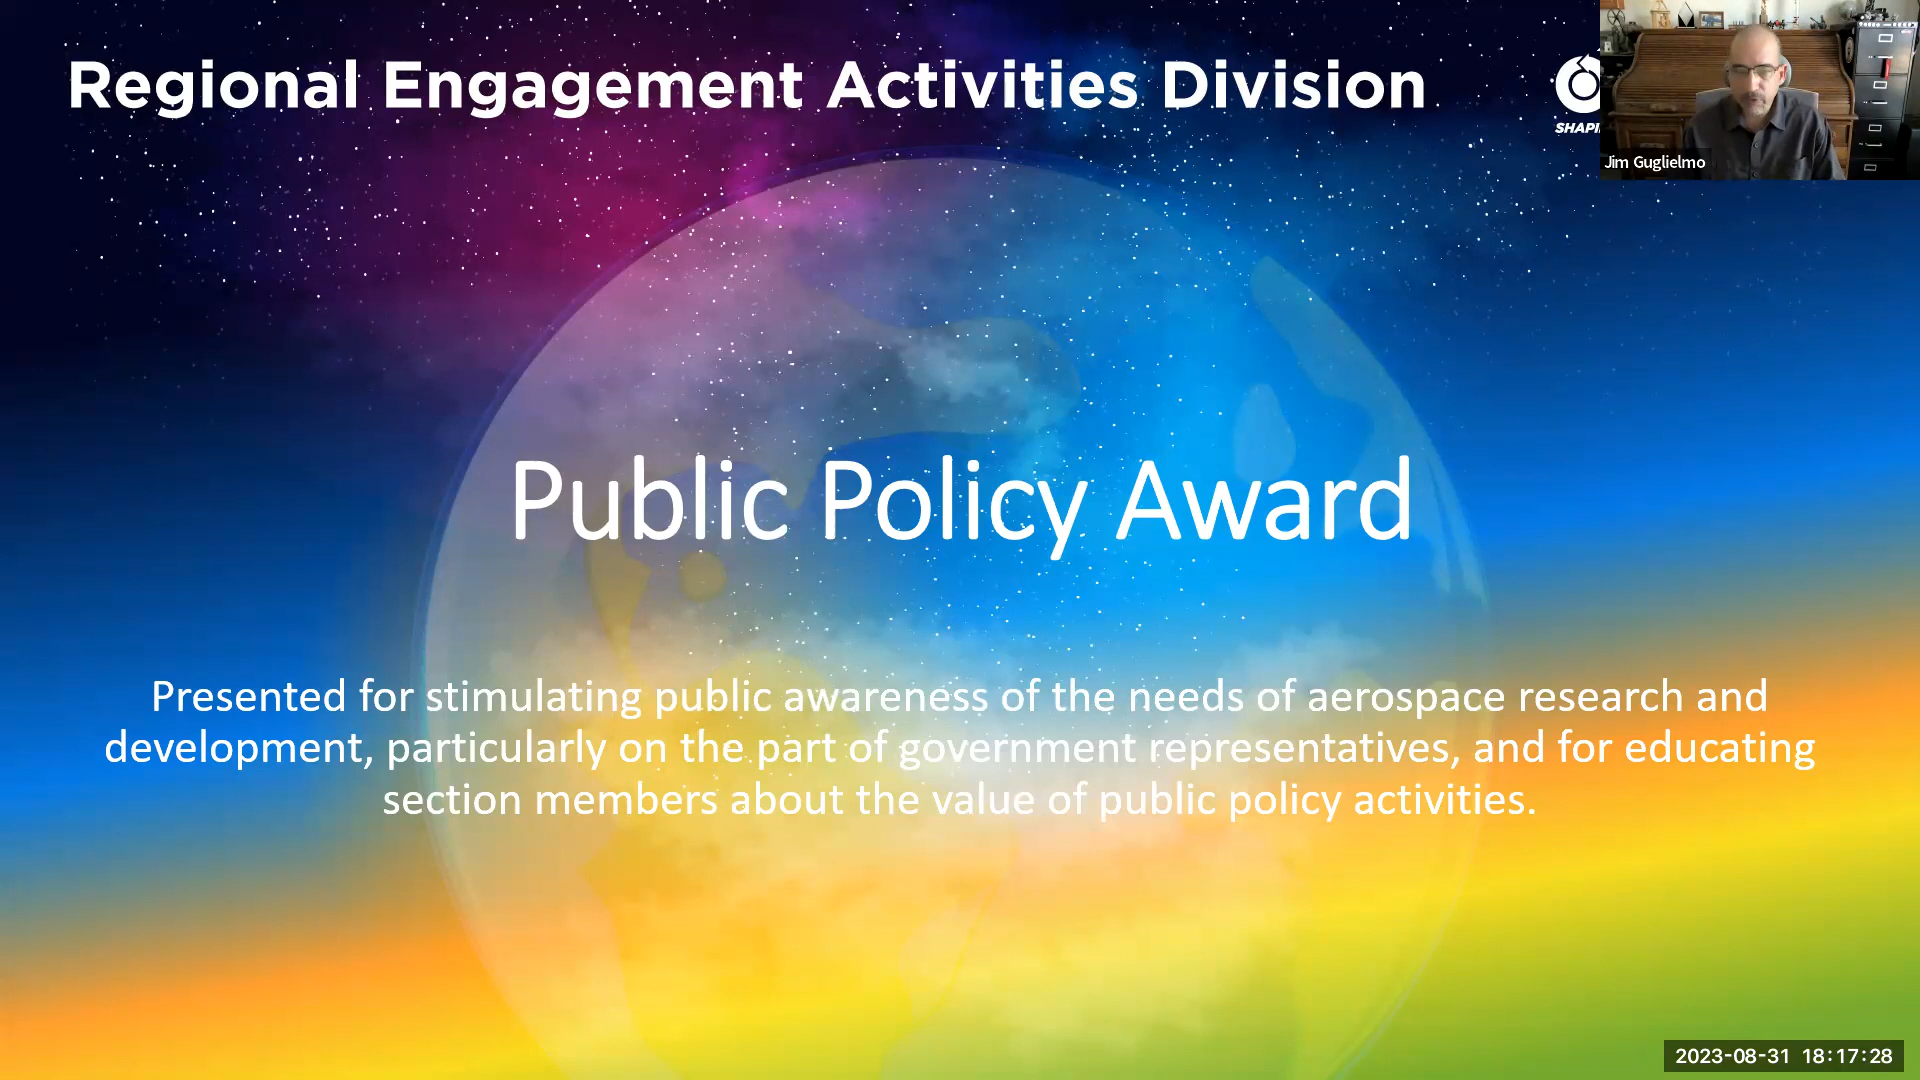 Regional Engagement Activities Division
SHAPI
Jim Guglielmo
Public Policy Award
Presented for stimulating public awareness of the needs of aerospace research and
development, particularly on the part of government representatives, and for educating
section members about the value of public policy activities.
2023-08-31 18:17:28